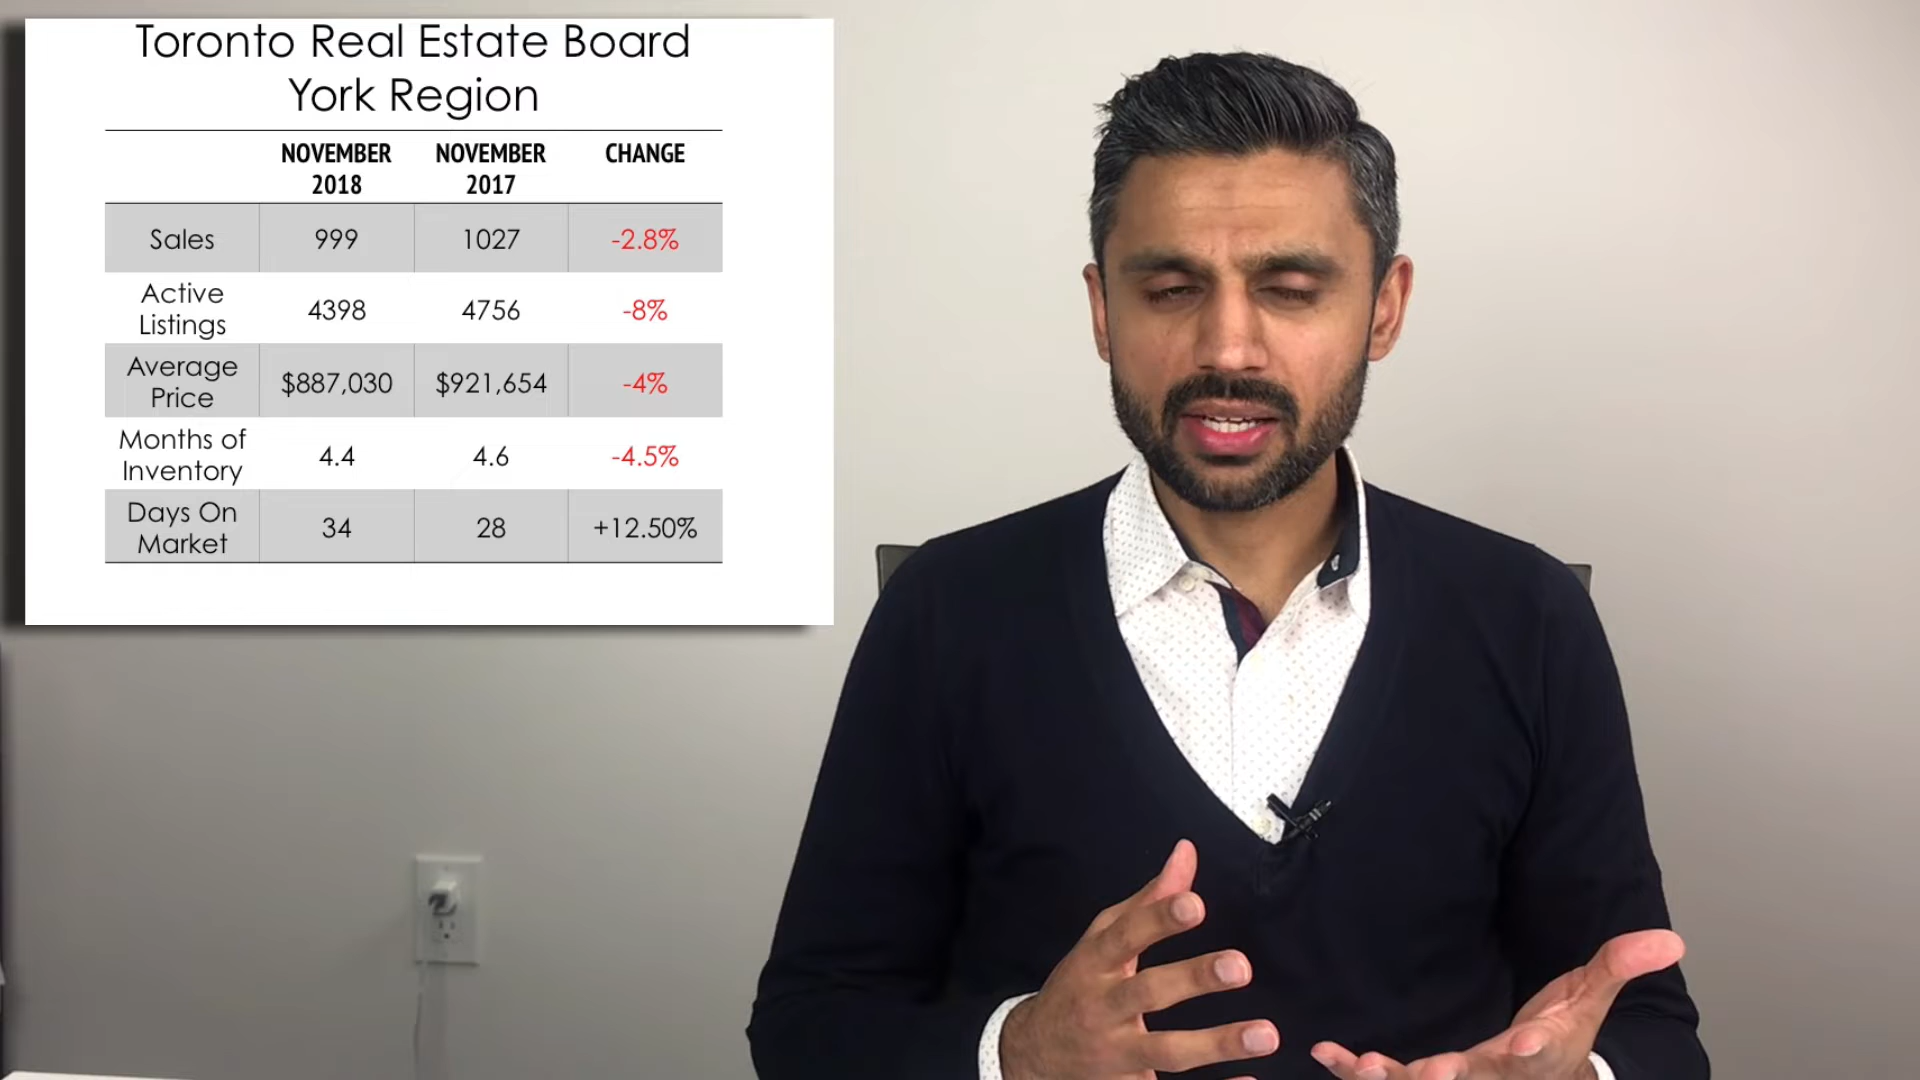 Toronto Real Estate Board
York Region
NOVEMBER 2018 NOVEMBER 2017 CHANGE
Sales 999 1027 -2.8%
Active Listings 4398 4756 -8%
Average Price $887,030 $921,654 -4%
Months of Inventory 4.4 4.6 -4.5%
Days On Market 34 28 +12.50%